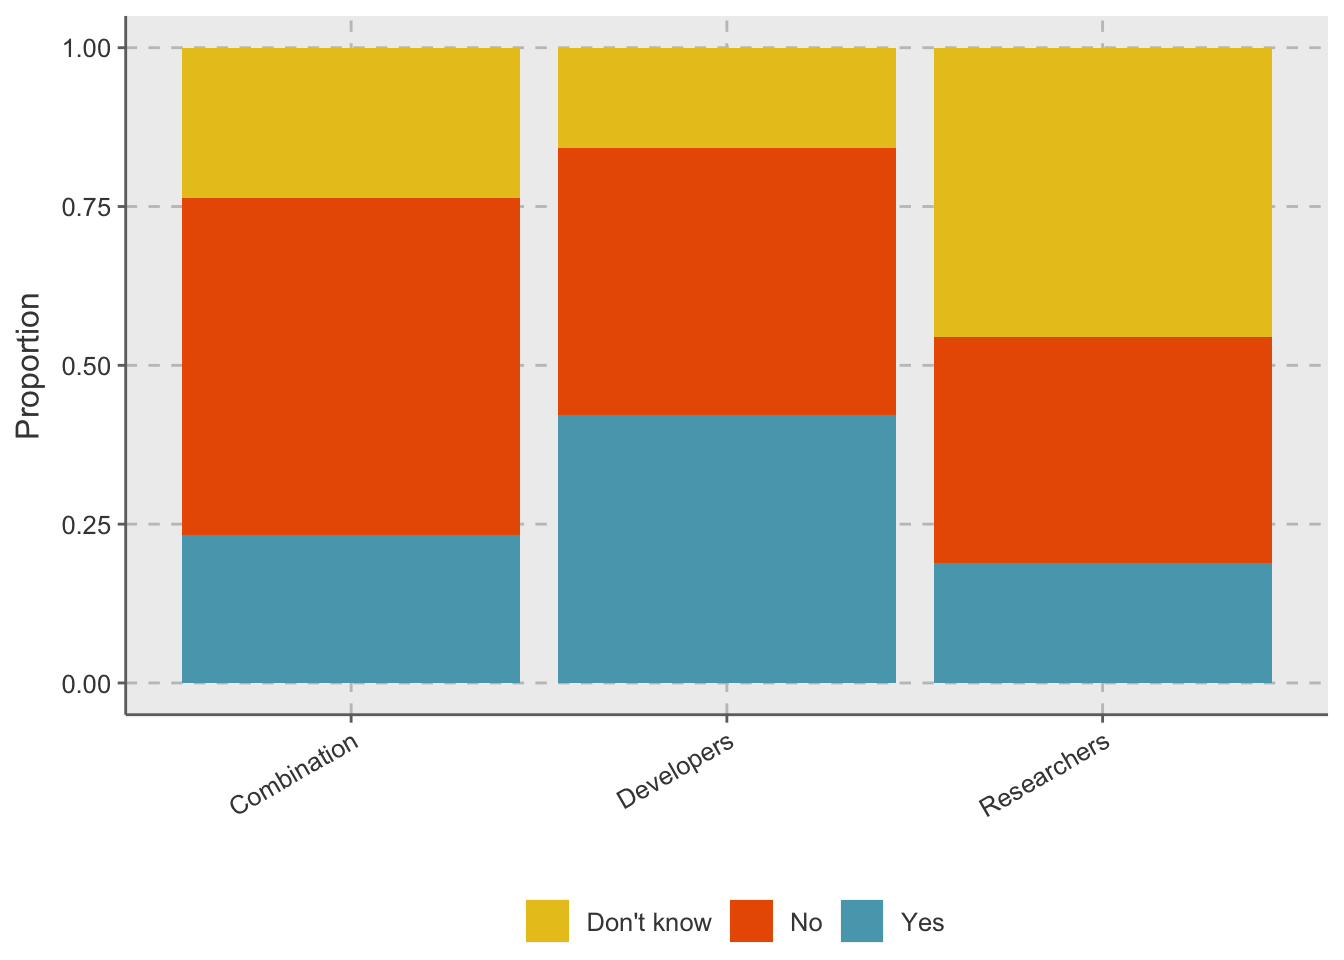 Proportion
1.00
0.75
0.50
0.25
0.00
Combination
Developers
Researchers
Don't know
No
Yes